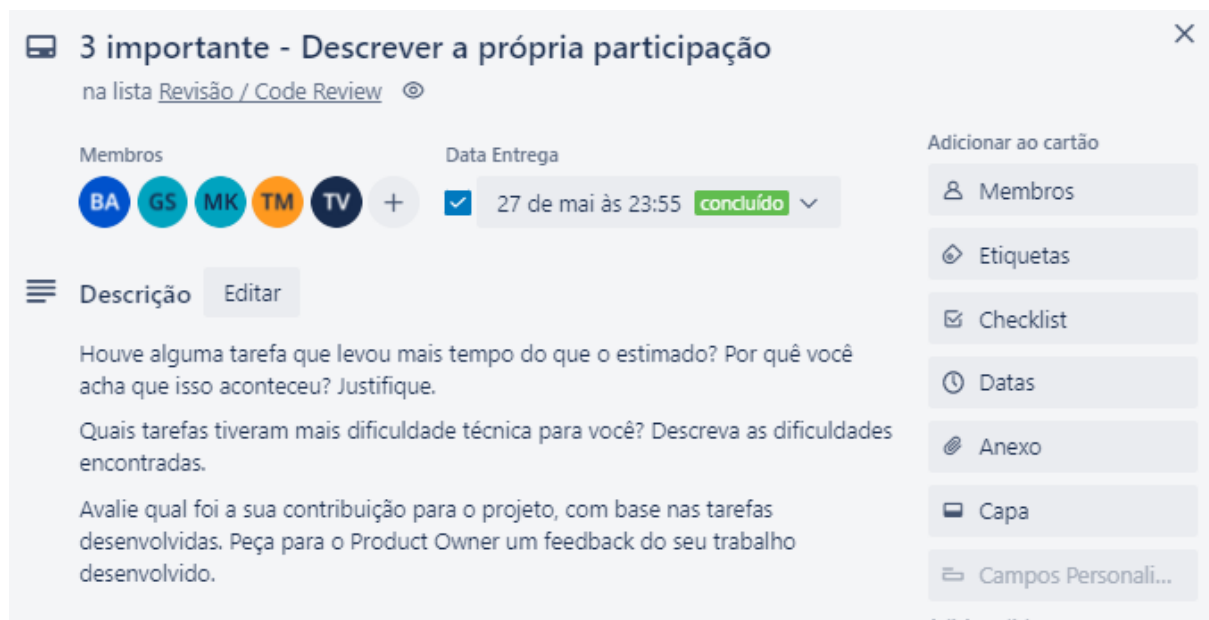 3 importante - Descrever a própria participação
na lista Revisão / Code Review
Membros
Data Entrega
BA GS MK TM TV +
27 de mai às 23:55 concluído
Descrição Editar
Houve alguma tarefa que levou mais tempo do que o estimado? Por quê você
acha que isso aconteceu? Justifique.
Quais tarefas tiveram mais dificuldade técnica para você? Descreva as dificuldades
encontradas.
Avalie qual foi a sua contribuição para o projeto, com base nas tarefas
desenvolvidas. Peça para o Product Owner um feedback do seu trabalho
desenvolvido.
Adicionar ao cartão
Membros
Etiquetas
Checklist
Datas
Anexo
Capa
Campos Personali...